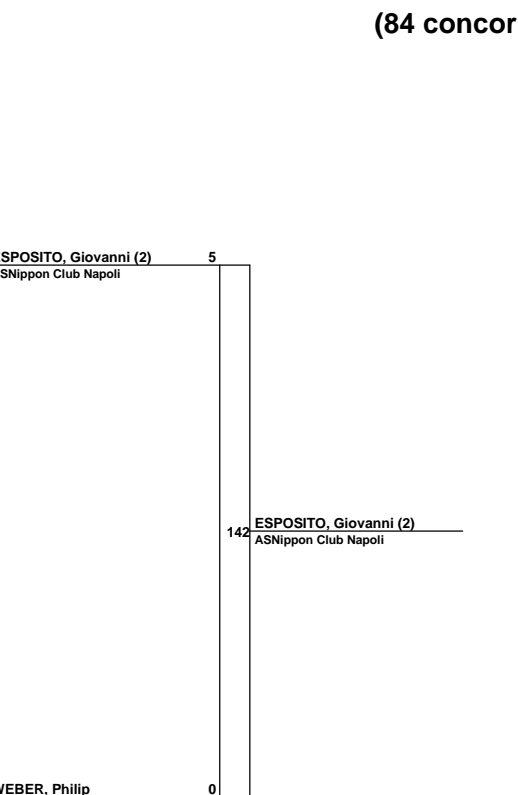 (84 concor
SPOSITO, Giovanni (2) 5
SNippon Club Napoli
142 ESPOSITO, Giovanni (2)
ASNippon Club Napoli
WEBER, Philip 0